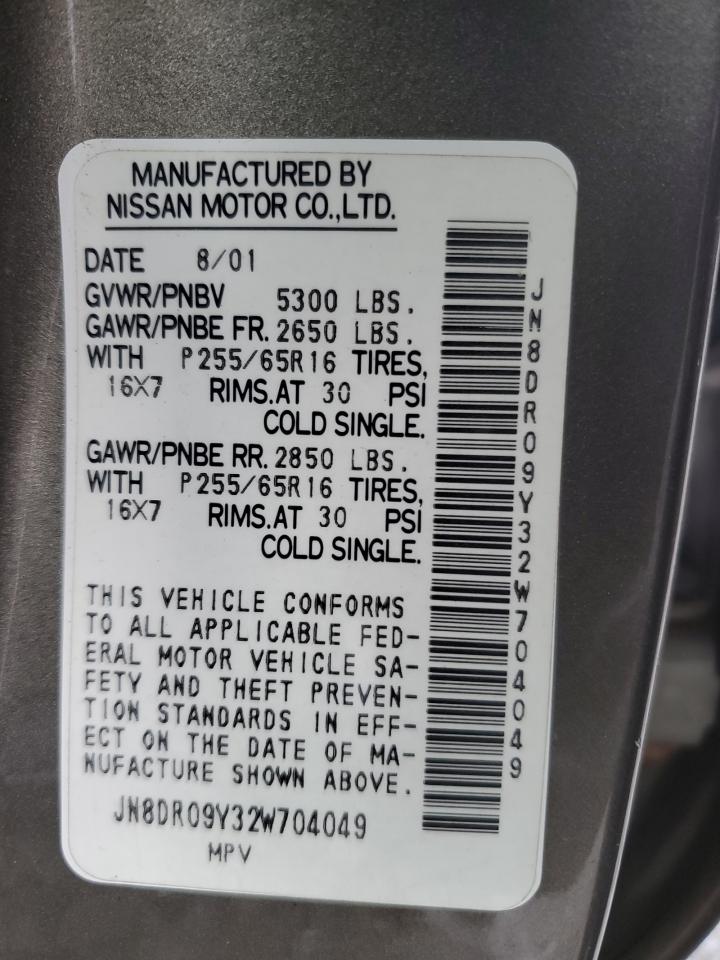 MANUFACTURED BY
NISSAN MOTOR CO.,LTD.
DATE 8/01
GVWR/PNBV 5300 LBS.
GAWR/PNBE FR. 2650 LBS.
WITH P255/65R16 TIRES,
16X7 RIMS.AT 30 PSI
COLD SINGLE.
GAWR/PNBE RR. 2850 LBS.
WITH P255/65R16 TIRES,
16X7 RIMS.AT 30 PSI
COLD SINGLE.
THIS VEHICLE CONFORMS
TO ALL APPLICABLE FED-
ERAL MOTOR VEHICLE SA-
FETY AND THEFT PREVEN-
TION STANDARDS IN EFF-
ECT ON THE DATE OF MA-
NUFACTURE SHOWN ABOVE.
JN8DR09Y32W704049
MPV
JN8DR09Y32W704049